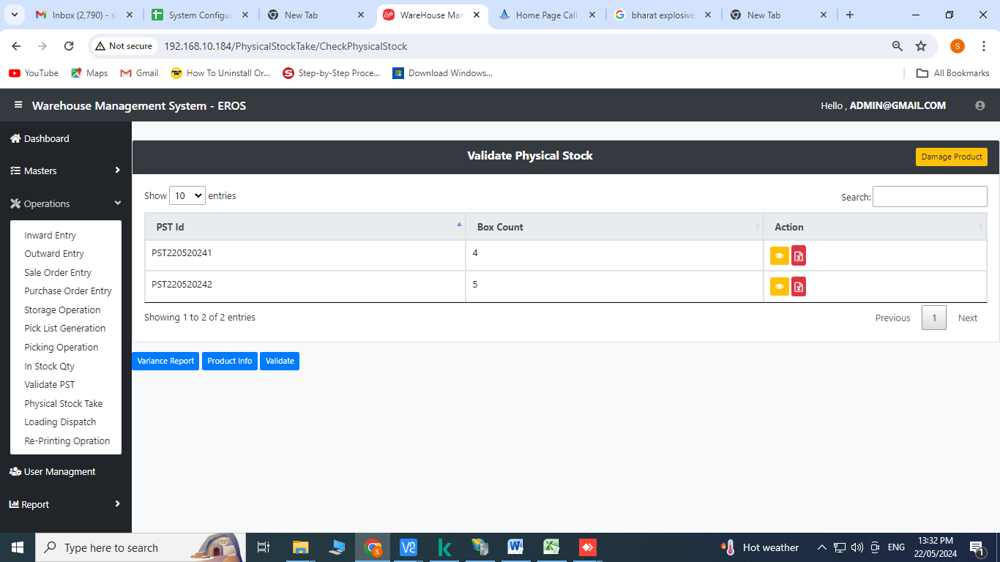 Inbox (2,790) - su
System Configur
New Tab
WareHouse Man
Home Page Call
bharat explosive
New Tab
Not secure
192.168.10.184/PhysicalStockTake/CheckPhysicalStock
S
YouTube
Maps
Gmail
How To Uninstall Or...
Step-by-Step Proce...
Download Windows...
All Bookmarks
Warehouse Management System - EROS
Hello , ADMIN@GMAIL.COM
Dashboard
Masters
Operations
Inward Entry
Outward Entry
Sale Order Entry
Purchase Order Entry
Storage Operation
Pick List Generation
Picking Operation
In Stock Qty
Validate PST
Physical Stock Take
Loading Dispatch
Re-Printing Opration
User Managment
Report
Validate Physical Stock
Damage Product
Show 10 entries
Search:
PST Id Box Count Action
PST220520241 4
PST220520242 5
Showing 1 to 2 of 2 entries
Previous 1 Next
Variance Report Product Info Validate
Type here to search
Hot weather
ENG
13:32 PM
22/05/2024
1